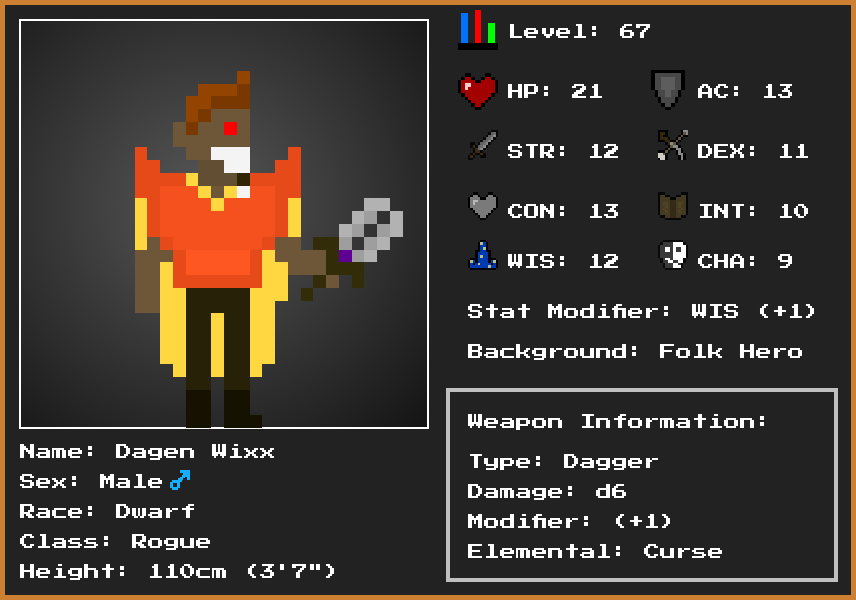 Level: 67
HP: 21
AC: 13
STR: 12
DEX: 11
CON: 13
INT: 10
WIS: 12
CHA: 9
Stat Modifier: WIS (+1)
Background: Folk Hero
Weapon Information:
Type: Dagger
Damage: d6
Modifier: (+1)
Elemental: Curse
Name: Dagen Wixx
Sex: Male♂
Race: Dwarf
Class: Rogue
Height: 110cm (3'7")